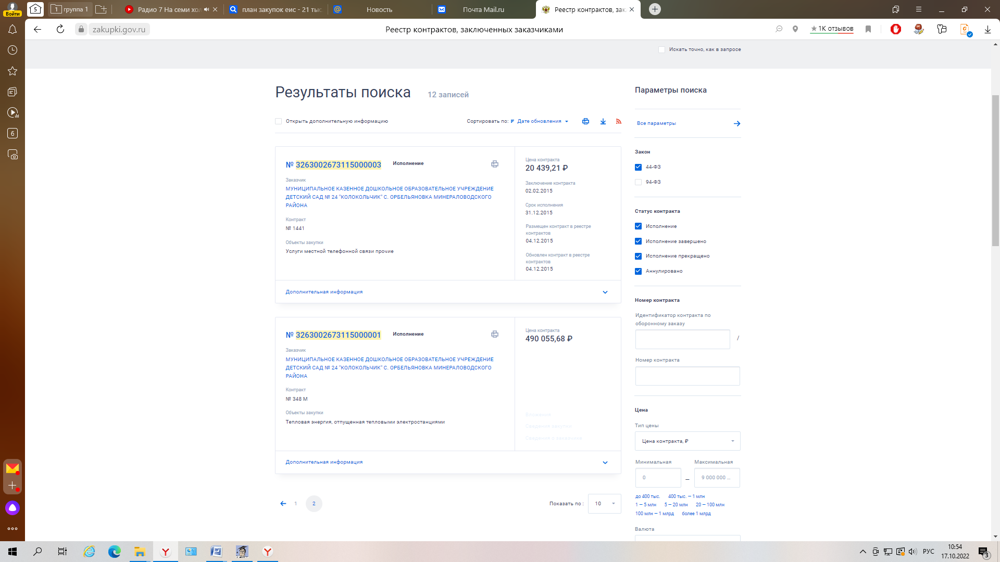 Войти
5
1 группа 1
Радио 7 На семи хол
план закупок еис - 21 тыс
Новость
Почта Mail.ru
Реестр контрактов, зак
zakupki.gov.ru
Реестр контрактов, заключенных заказчиками
1К отзывов
6
Искать точно, как в запросе
Результаты поиска
12 записей
Открыть дополнительную информацию
Сортировать по: Дате обновления
№ 3263002673115000003
Исполнение
Заказчик
МУНИЦИПАЛЬНОЕ КАЗЕННОЕ ДОШКОЛЬНОЕ ОБРАЗОВАТЕЛЬНОЕ УЧРЕЖДЕНИЕ
ДЕТСКИЙ САД № 24 "КОЛОКОЛЬЧИК" С. ОРБЕЛЬЯНОВКА МИНЕРАЛОВОДСКОГО
РАЙОНА
Контракт
№ 1441
Объекты закупки
Услуги местной телефонной связи прочие
Цена контракта
20 439,21 ₽
Заключение контракта
02.02.2015
Срок исполнения
31.12.2015
Размещен контракт в реестре
контрактов
04.12.2015
Обновлен контракт в реестре
контрактов
04.12.2015
Дополнительная информация
№ 3263002673115000001
Исполнение
Заказчик
МУНИЦИПАЛЬНОЕ КАЗЕННОЕ ДОШКОЛЬНОЕ ОБРАЗОВАТЕЛЬНОЕ УЧРЕЖДЕНИЕ
ДЕТСКИЙ САД № 24 "КОЛОКОЛЬЧИК" С. ОРБЕЛЬЯНОВКА МИНЕРАЛОВОДСКОГО
РАЙОНА
Контракт
№ 348 М
Объекты закупки
Тепловая энергия, отпущенная тепловыми электростанциями
Цена контракта
490 055,68 ₽
Вложения
Сведения закупки
Сведения о заказчике
Дополнительная информация
1
2
Показать по :
10
Параметры поиска
Все параметры
Закон
44-ФЗ
94-ФЗ
Статус контракта
Исполнение
Исполнение завершено
Исполнение прекращено
Аннулировано
Номер контракта
Идентификатор контракта по
оборонному заказу
/
Номер контракта
Цена
Тип цены
Цена контракта, ₽
Минимальная
Максимальная
0
–
9 000 000 ...
до 400 тыс.
400 тыс. — 1 млн
1 — 5 млн
5 — 20 млн
20 — 100 млн
100 млн — 1 млрд
более 1 млрд
Валюта
РУС
10:54
17.10.2022
3